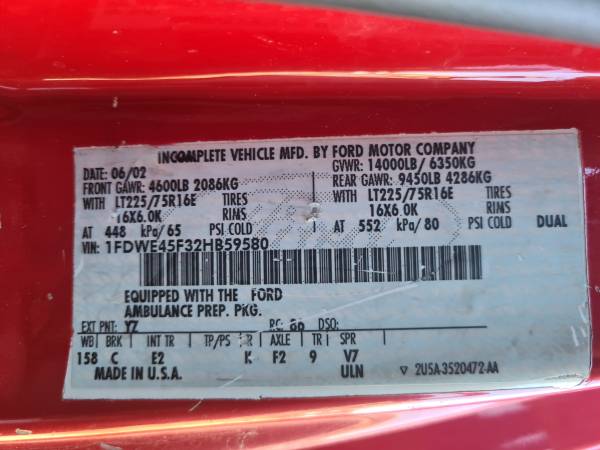 INCOMPLETE VEHICLE MFD. BY FORD MOTOR COMPANY
DATE: 06/02 GVWR: 14000LB/ 6350KG
FRONT GAWR: 4600LB 2086KG REAR GAWR: 9450LB 4286KG
WITH LT225/75R16E TIRES WITH LT225/75R16E TIRES
16X6.0K RINS 16X6.0K RINS
AT 448 kPa/ 65 PSI COLD AT 552 kPa/ 80 PSI COLD DUAL
VIN: 1FDWE45F32HB59580
EQUIPPED WITH THE FORD
AMBULANCE PREP. PKG.
EXT PNT: YZ RC: 86 DSO:
WB BRK INT TR TP/PS R AXLE TR SPR
158 C E2 K F2 9 V7
MADE IN U.S.A. ULN ▽ 2U5A-3520472-AA